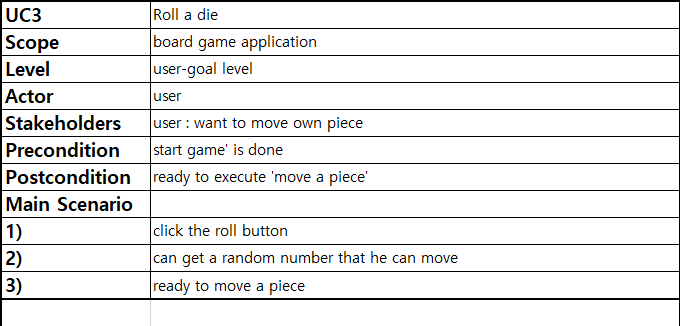 UC3 Roll a die
Scope board game application
Level user-goal level
Actor user
Stakeholders user : want to move own piece
Precondition start game' is done
Postcondition ready to execute 'move a piece'
Main Scenario
1) click the roll button
2) can get a random number that he can move
3) ready to move a piece